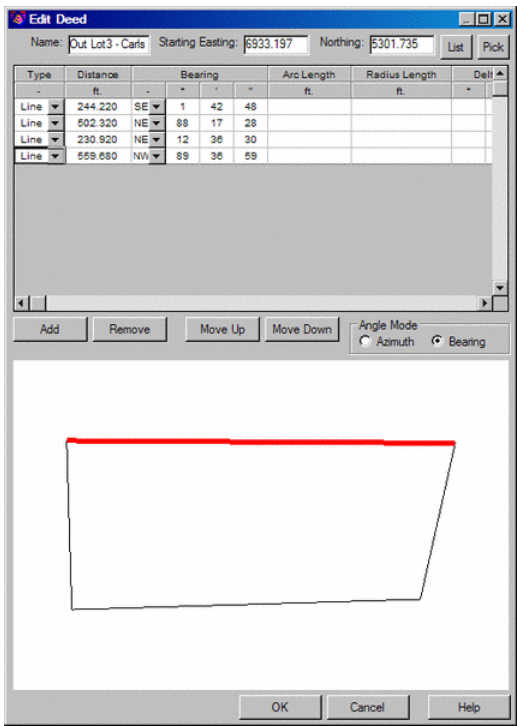 Edit Deed
Name: Out Lot3 - Carls Starting Easting: 6933.197 Northing: 5301.735 List Pick
Type Distance Bearing Arc Length Radius Length Delt
- ft. - ° ' " ft. ft. °
Line 244.220 SE 1 42 48
Line 502.320 NE 88 17 28
Line 230.920 NE 12 36 30
Line 559.680 NW 89 36 59
Add Remove Move Up Move Down Angle Mode
Azimuth Bearing
OK Cancel Help